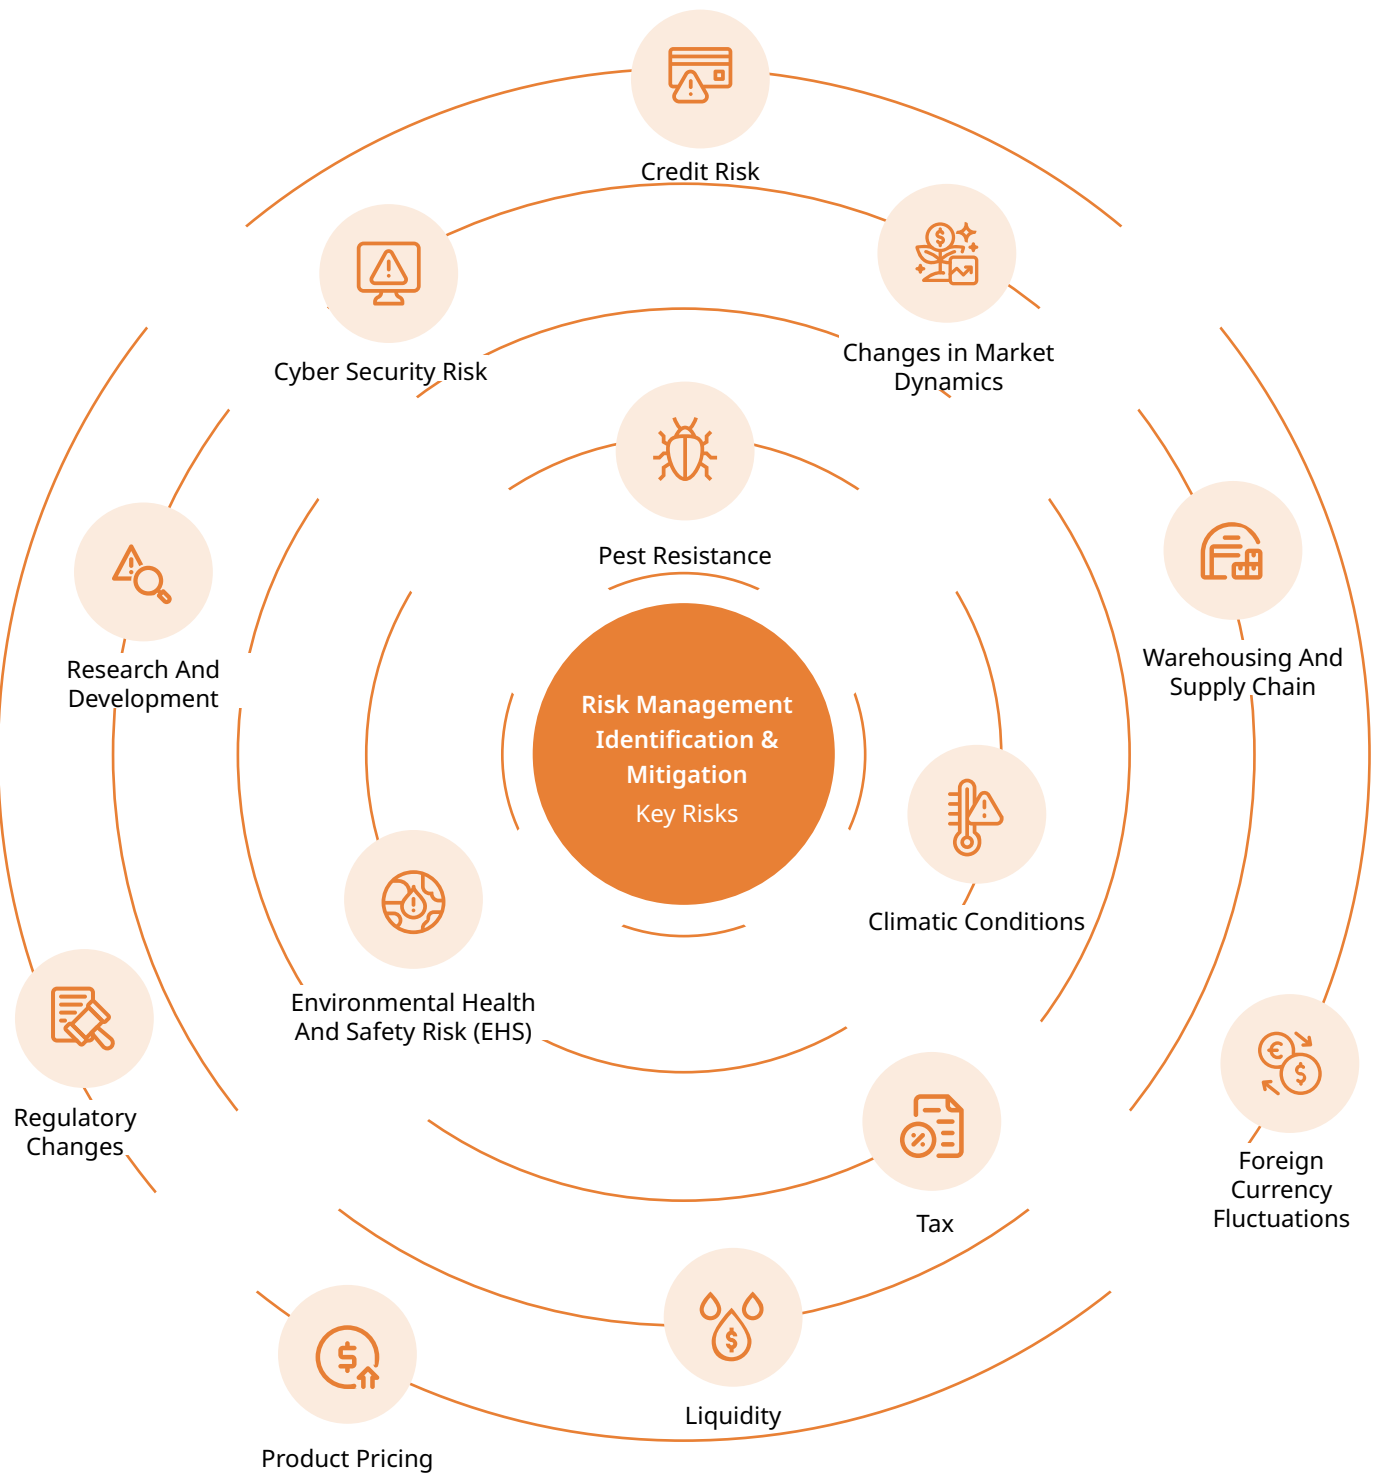 Credit Risk
Cyber Security Risk
Changes in Market
Dynamics
Pest Resistance
Research And
Development
Warehousing And
Supply Chain
Risk Management
Identification &
Mitigation
Key Risks
Climatic Conditions
Environmental Health
And Safety Risk (EHS)
Regulatory
Changes
Foreign
Currency
Fluctuations
Tax
Liquidity
Product Pricing